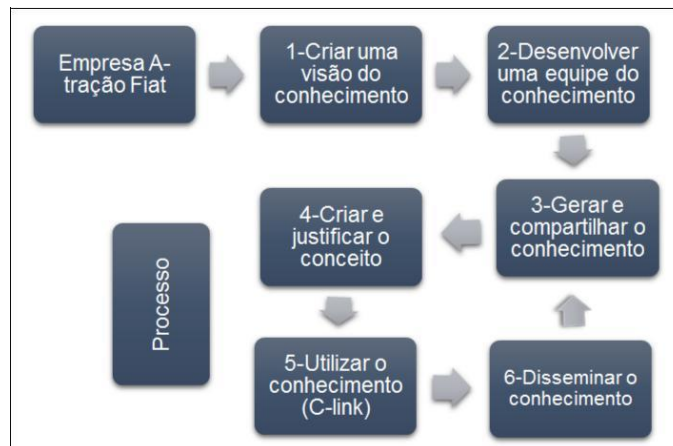 Empresa A-
tração Fiat
1-Criar uma
visão do
conhecimento
2-Desenvolver
uma equipe do
conhecimento
3-Gerar e
compartilhar o
conhecimento
4-Criar e
justificar o
conceito
Processo
5-Utilizar o
conhecimento
(C-link)
6-Disseminar o
conhecimento